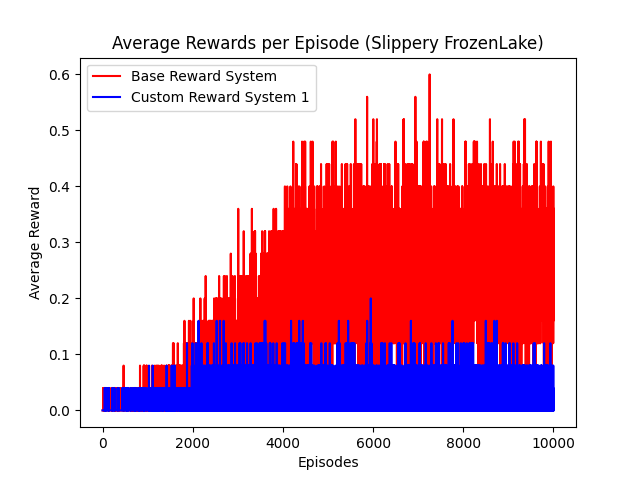 Average Rewards per Episode (Slippery FrozenLake)
Base Reward System
Custom Reward System 1
Average Reward
0.6
0.5
0.4
0.3
0.2
0.1
0.0
0 2000 4000 6000 8000 10000
Episodes